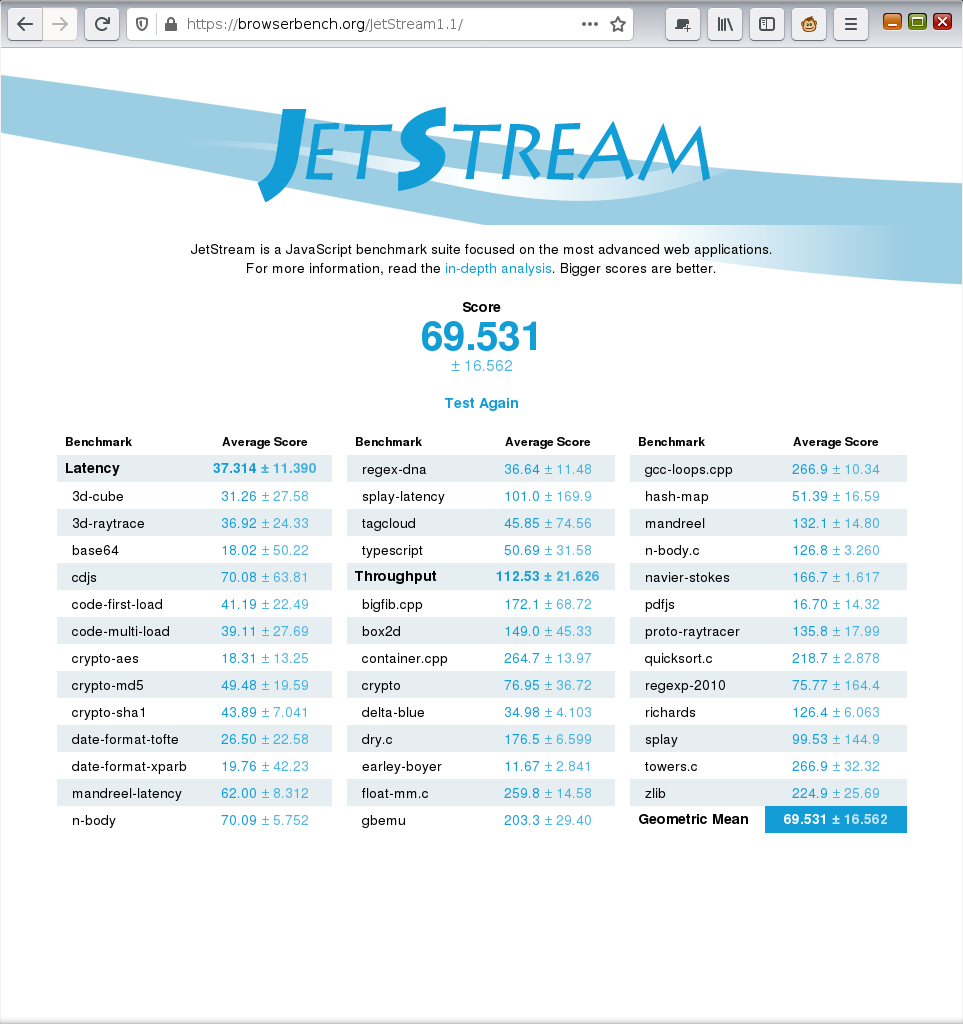 https://browserbench.org/JetStream1.1/
JETSTREAM
JetStream is a JavaScript benchmark suite focused on the most advanced web applications.
For more information, read the in-depth analysis. Bigger scores are better.
Score
69.531
± 16.562
Test Again
Benchmark Average Score
Latency 37.314 ± 11.390
3d-cube 31.26 ± 27.58
3d-raytrace 36.92 ± 24.33
base64 18.02 ± 50.22
cdjs 70.08 ± 63.81
code-first-load 41.19 ± 22.49
code-multi-load 39.11 ± 27.69
crypto-aes 18.31 ± 13.25
crypto-md5 49.48 ± 19.59
crypto-sha1 43.89 ± 7.041
date-format-tofte 26.50 ± 22.58
date-format-xparb 19.76 ± 42.23
mandreel-latency 62.00 ± 8.312
n-body 70.09 ± 5.752
Benchmark Average Score
regex-dna 36.64 ± 11.48
splay-latency 101.0 ± 169.9
tagcloud 45.85 ± 74.56
typescript 50.69 ± 31.58
Throughput 112.53 ± 21.626
bigfib.cpp 172.1 ± 68.72
box2d 149.0 ± 45.33
container.cpp 264.7 ± 13.97
crypto 76.95 ± 36.72
delta-blue 34.98 ± 4.103
dry.c 176.5 ± 6.599
earley-boyer 11.67 ± 2.841
float-mm.c 259.8 ± 14.58
gbemu 203.3 ± 29.40
Benchmark Average Score
gcc-loops.cpp 266.9 ± 10.34
hash-map 51.39 ± 16.59
mandreel 132.1 ± 14.80
n-body.c 126.8 ± 3.260
navier-stokes 166.7 ± 1.617
pdfjs 16.70 ± 14.32
proto-raytracer 135.8 ± 17.99
quicksort.c 218.7 ± 2.878
regexp-2010 75.77 ± 164.4
richards 126.4 ± 6.063
splay 99.53 ± 144.9
towers.c 266.9 ± 32.32
zlib 224.9 ± 25.69
Geometric Mean 69.531 ± 16.562